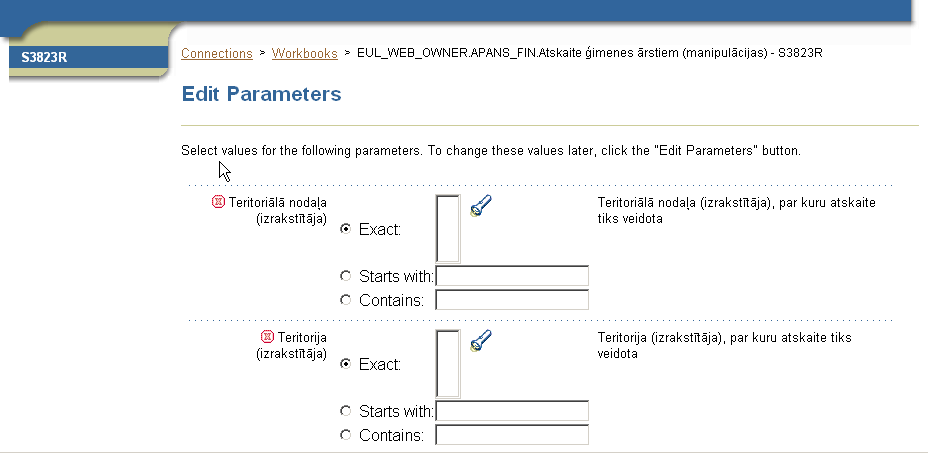 S3823R
Connections > Workbooks > EUL_WEB_OWNER.APANS_FIN.Atskaite ģimenes ārstiem (manipulācijas) - S3823R
Edit Parameters
Select values for the following parameters. To change these values later, click the "Edit Parameters" button.
Teritoriālā nodaļa
(izrakstītāja)
Exact:
Teritoriālā nodaļa (izrakstītāja), par kuru atskaite
tiks veidota
Starts with:
Contains:
Teritorija
(izrakstītāja)
Exact:
Teritorija (izrakstītāja), par kuru atskaite tiks
veidota
Starts with:
Contains: